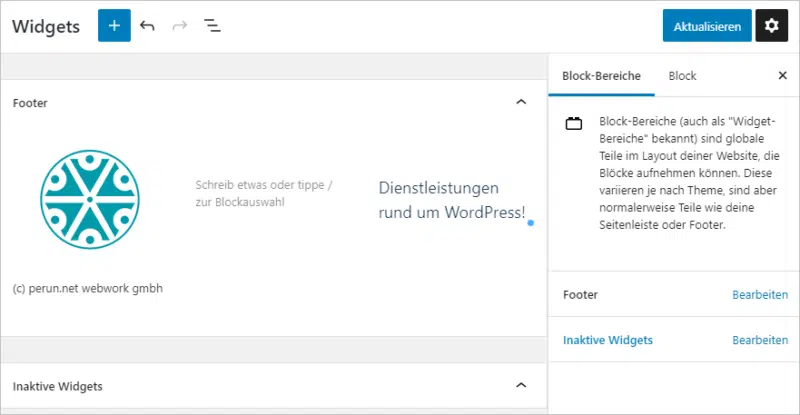 Widgets
Aktualisieren
Footer
Schreib etwas oder tippe /
zur Blockauswahl
Dienstleistungen
rund um WordPress!
(c) perun.net webwork gmbh
Inaktive Widgets
Block-Bereiche
Block
Block-Bereiche (auch als "Widget-
Bereiche" bekannt) sind globale
Teile im Layout deiner Website, die
Blöcke aufnehmen können. Diese
variieren je nach Theme, sind aber
normalerweise Teile wie deine
Seitenleiste oder Footer.
Footer
Bearbeiten
Inaktive Widgets
Bearbeiten